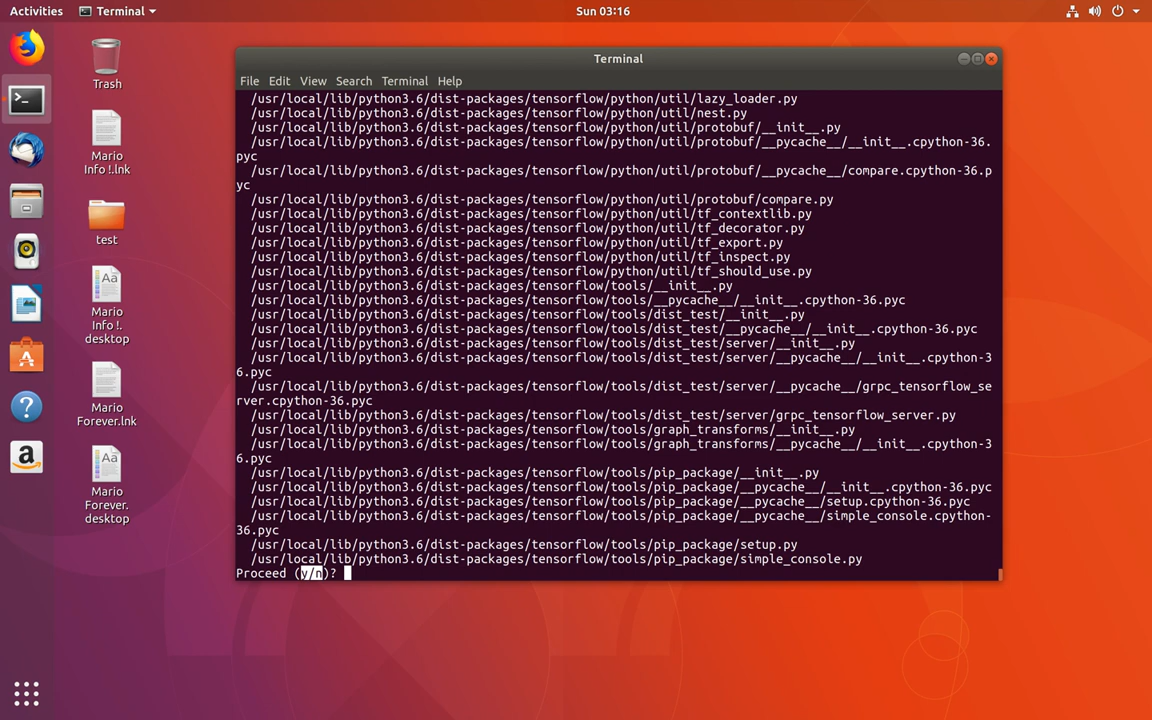 Activities
Terminal
Sun 03:16
Trash
Mario
Info !.lnk
test
Mario
Info !.
desktop
Mario
Forever.lnk
Mario
Forever.
desktop
Terminal
File Edit View Search Terminal Help
/usr/local/lib/python3.6/dist-packages/tensorflow/python/util/lazy_loader.py
/usr/local/lib/python3.6/dist-packages/tensorflow/python/util/nest.py
/usr/local/lib/python3.6/dist-packages/tensorflow/python/util/protobuf/__init__.py
/usr/local/lib/python3.6/dist-packages/tensorflow/python/util/protobuf/__pycache__/__init__.cpython-36.
pyc
/usr/local/lib/python3.6/dist-packages/tensorflow/python/util/protobuf/__pycache__/compare.cpython-36.p
yc
/usr/local/lib/python3.6/dist-packages/tensorflow/python/util/protobuf/compare.py
/usr/local/lib/python3.6/dist-packages/tensorflow/python/util/tf_contextlib.py
/usr/local/lib/python3.6/dist-packages/tensorflow/python/util/tf_decorator.py
/usr/local/lib/python3.6/dist-packages/tensorflow/python/util/tf_export.py
/usr/local/lib/python3.6/dist-packages/tensorflow/python/util/tf_inspect.py
/usr/local/lib/python3.6/dist-packages/tensorflow/python/util/tf_should_use.py
/usr/local/lib/python3.6/dist-packages/tensorflow/tools/__init__.py
/usr/local/lib/python3.6/dist-packages/tensorflow/tools/__pycache__/__init__.cpython-36.pyc
/usr/local/lib/python3.6/dist-packages/tensorflow/tools/dist_test/__init__.py
/usr/local/lib/python3.6/dist-packages/tensorflow/tools/dist_test/__pycache__/__init__.cpython-36.pyc
/usr/local/lib/python3.6/dist-packages/tensorflow/tools/dist_test/server/__init__.py
/usr/local/lib/python3.6/dist-packages/tensorflow/tools/dist_test/server/__pycache__/__init__.cpython-3
6.pyc
/usr/local/lib/python3.6/dist-packages/tensorflow/tools/dist_test/server/__pycache__/grpc_tensorflow_se
rver.cpython-36.pyc
/usr/local/lib/python3.6/dist-packages/tensorflow/tools/dist_test/server/grpc_tensorflow_server.py
/usr/local/lib/python3.6/dist-packages/tensorflow/tools/graph_transforms/__init__.py
/usr/local/lib/python3.6/dist-packages/tensorflow/tools/graph_transforms/__pycache__/__init__.cpython-3
6.pyc
/usr/local/lib/python3.6/dist-packages/tensorflow/tools/pip_package/__init__.py
/usr/local/lib/python3.6/dist-packages/tensorflow/tools/pip_package/__pycache__/__init__.cpython-36.pyc
/usr/local/lib/python3.6/dist-packages/tensorflow/tools/pip_package/__pycache__/setup.cpython-36.pyc
/usr/local/lib/python3.6/dist-packages/tensorflow/tools/pip_package/__pycache__/simple_console.cpython-
36.pyc
/usr/local/lib/python3.6/dist-packages/tensorflow/tools/pip_package/setup.py
/usr/local/lib/python3.6/dist-packages/tensorflow/tools/pip_package/simple_console.py
Proceed (y/n)?